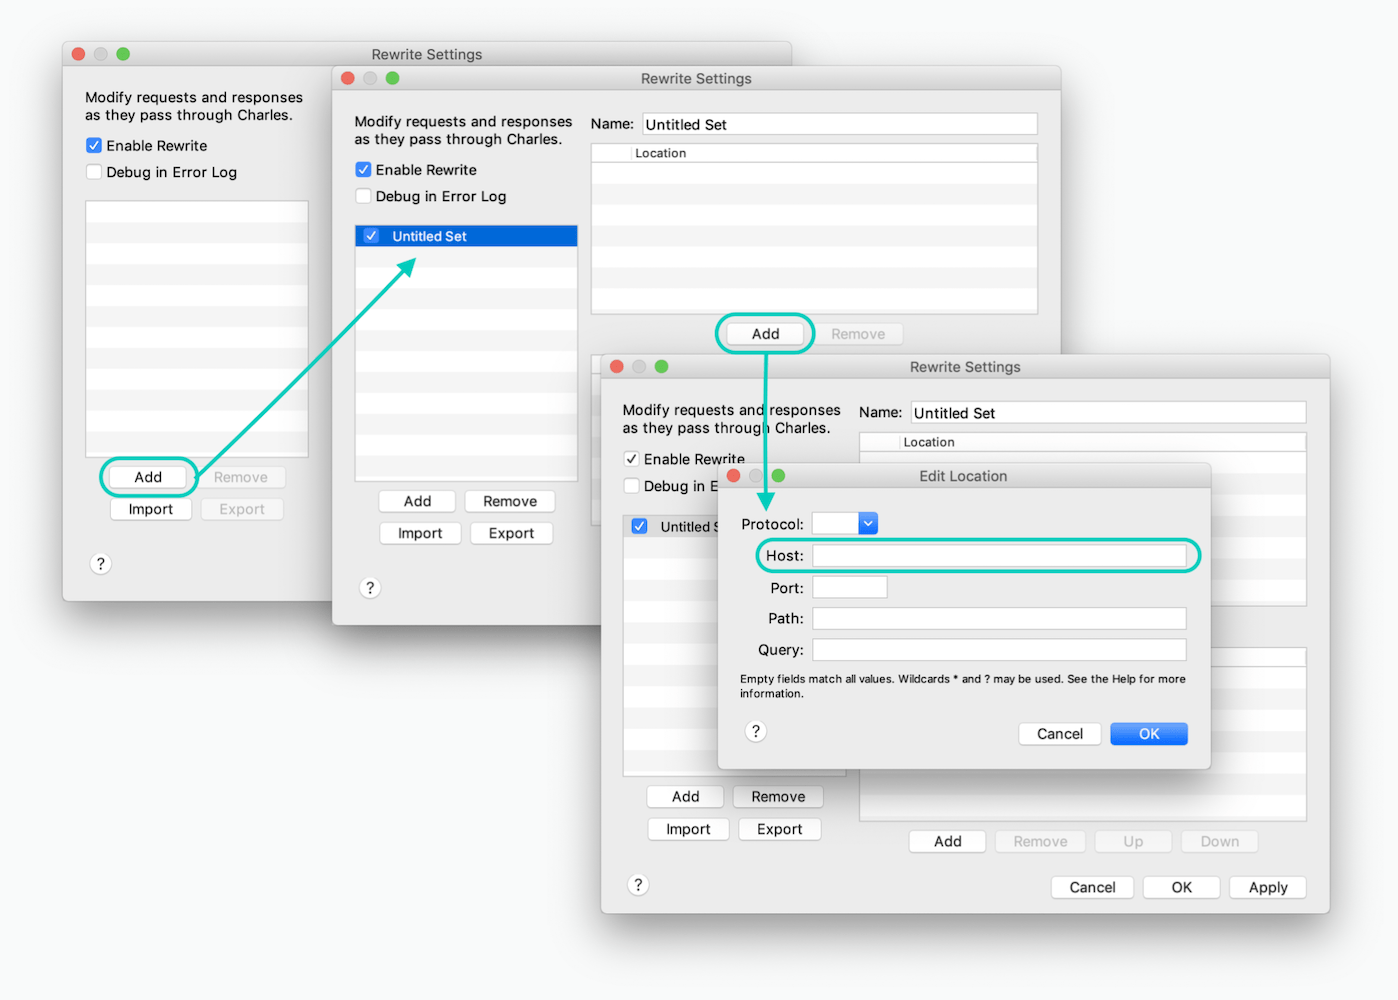 Rewrite Settings
Modify requests and responses
as they pass through Charles.
Enable Rewrite
Debug in Error Log
Add
Remove
Import
Export
?
Rewrite Settings
Modify requests and responses
as they pass through Charles.
Enable Rewrite
Debug in Error Log
Untitled Set
Add
Remove
Import
Export
?
Name: Untitled Set
Location
Add
Remove
Rewrite Settings
Modify requests and responses
as they pass through Charles.
Enable Rewrite
Debug in E
Untitled S
Add
Remove
Import
Export
?
Name: Untitled Set
Location
Edit Location
Protocol:
Host:
Port:
Path:
Query:
Empty fields match all values. Wildcards * and ? may be used. See the Help for more
information.
?
Cancel
OK
Add
Remove
Up
Down
Cancel
OK
Apply